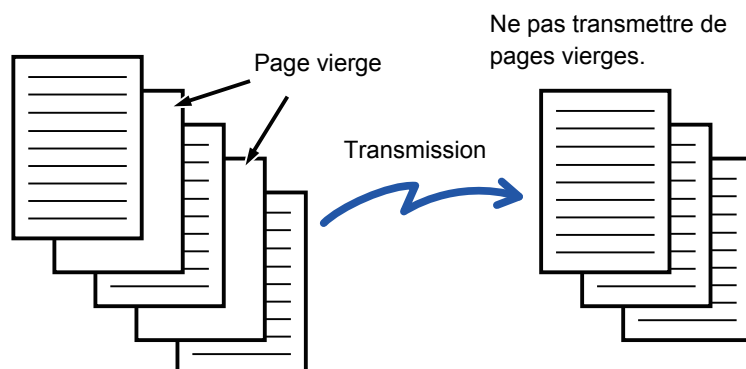 Ne pas transmettre de
pages vierges.
Page vierge
Transmission